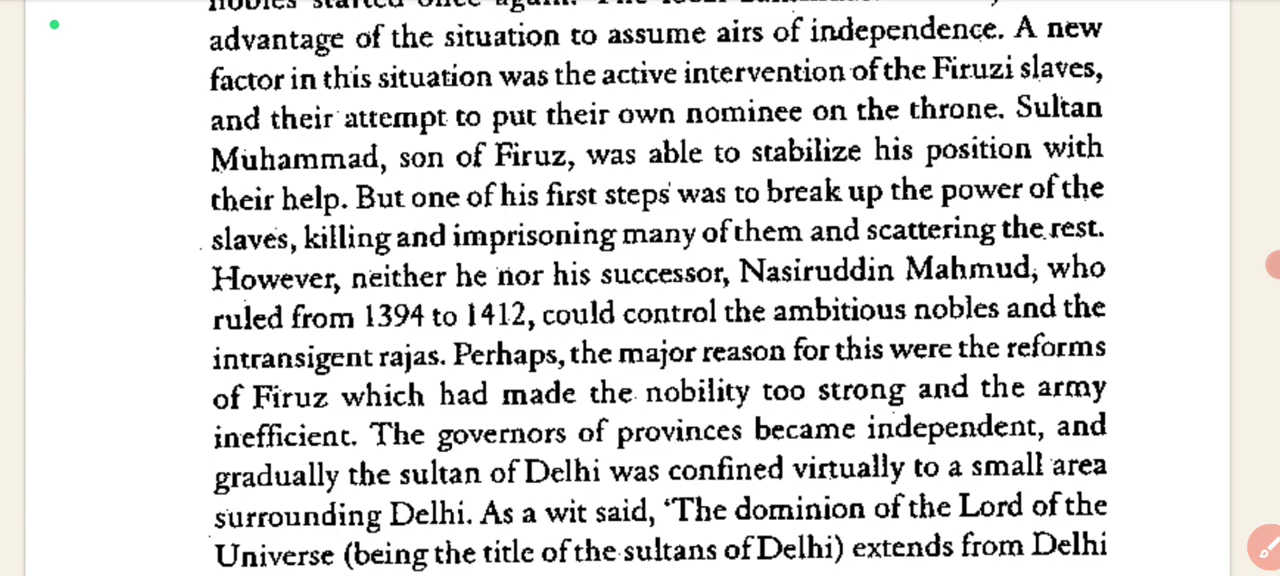 advantage of the situation to assume airs of independence. A new
factor in this situation was the active intervention of the Firuzi slaves,
and their attempt to put their own nominee on the throne. Sultan
Muhammad, son of Firuz, was able to stabilize his position with
their help. But one of his first steps was to break up the power of the
slaves, killing and imprisoning many of them and scattering the rest.
However, neither he nor his successor, Nasiruddin Mahmud, who
ruled from 1394 to 1412, could control the ambitious nobles and the
intransigent rajas. Perhaps, the major reason for this were the reforms
of Firuz which had made the nobility too strong and the army
inefficient. The governors of provinces became independent, and
gradually the sultan of Delhi was confined virtually to a small area
surrounding Delhi. As a wit said, ‘The dominion of the Lord of the
Universe (being the title of the sultans of Delhi) extends from Delhi